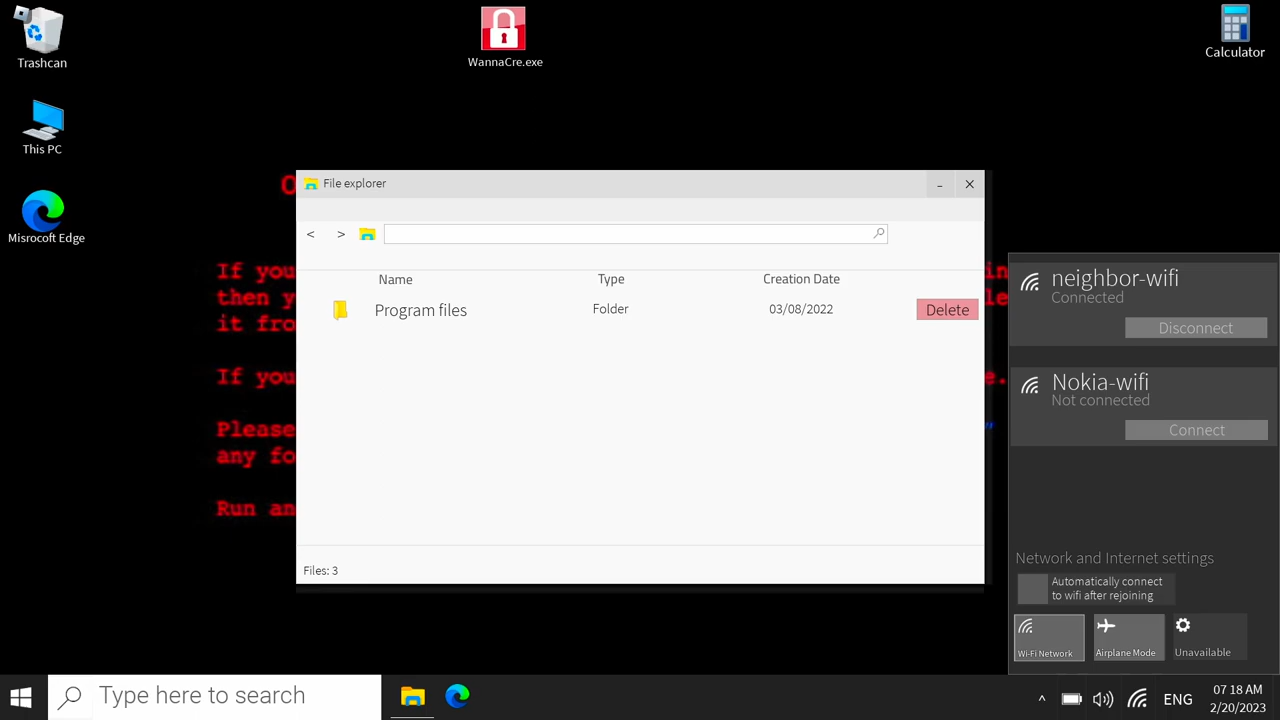 Trashcan
WannaCre.exe
Calculator
This PC
Misrocoft Edge
File explorer
< >
Name Type Creation Date
Program files Folder 03/08/2022 Delete
Files: 3
If you
then y
it from
If you
e.
Please
any fo
Run an
neighbor-wifi
Connected
Disconnect
Nokia-wifi
Not connected
Connect
Network and Internet settings
Automatically connect
to wifi after rejoining
Wi-Fi Network Airplane Mode Unavailable
Type here to search
ENG
07:18 AM
2/20/2023